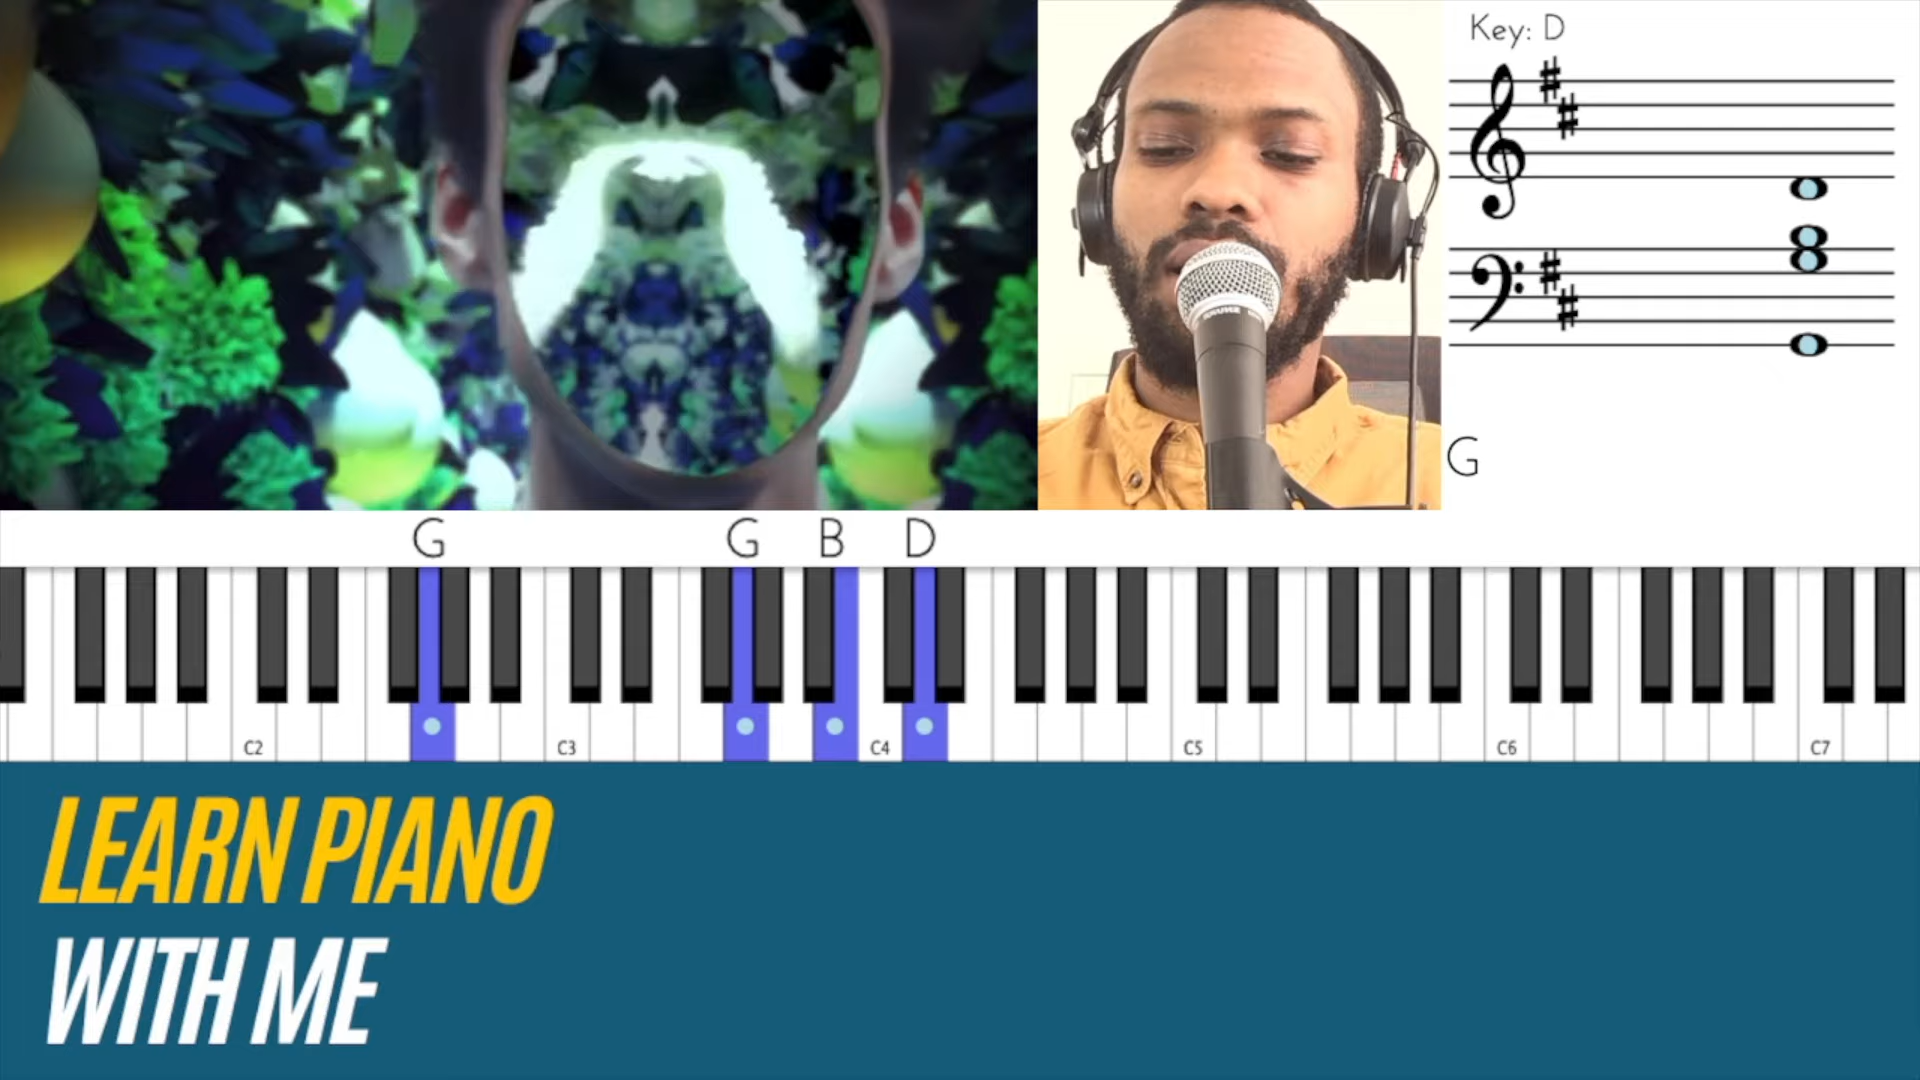 Key: D
G
G G B D
C2 C3 C4 C5 C6 C7
LEARN PIANO
WITH ME